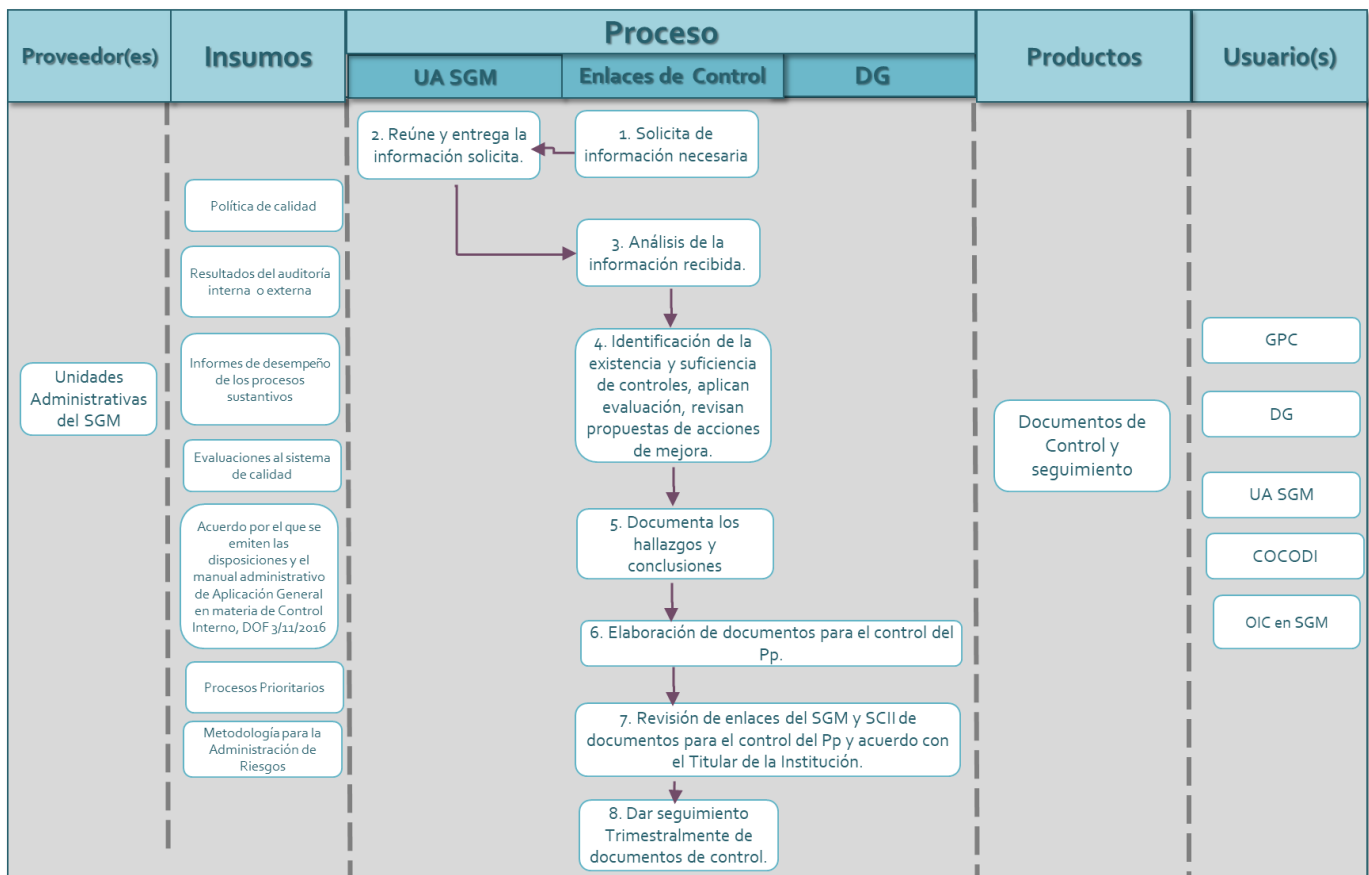 Proveedor(es)
Insumos
Proceso
UA SGM
Enlaces de Control
DG
Productos
Usuario(s)
Unidades
Administrativas
del SGM
Política de calidad
Resultados del auditoría
interna o externa
Informes de desempeño
de los procesos
sustantivos
Evaluaciones al sistema
de calidad
Acuerdo por el que se
emiten las
disposiciones y el
manual administrativo
de Aplicación General
en materia de Control
Interno, DOF 3/11/2016
Procesos Prioritarios
Metodología para la
Administración de
Riesgos
1. Solicita de
información necesaria
2. Reúne y entrega la
información solicita.
3. Análisis de la
información recibida.
4. Identificación de la
existencia y suficiencia
de controles, aplican
evaluación, revisan
propuestas de acciones
de mejora.
5. Documenta los
hallazgos y
conclusiones
6. Elaboración de documentos para el control del
Pp.
7. Revisión de enlaces del SGM y SCII de
documentos para el control del Pp y acuerdo con
el Titular de la Institución.
8. Dar seguimiento
Trimestralmente de
documentos de control.
Documentos de
Control y
seguimiento
GPC
DG
UA SGM
COCODI
OIC en SGM